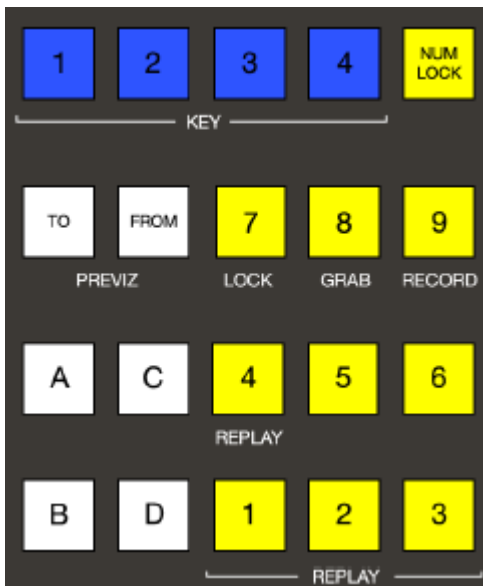 1 2 3 4 NUM LOCK
KEY
TO FROM 7 8 9
PREVIZ LOCK GRAB RECORD
A C 4 5 6
REPLAY
B D 1 2 3
REPLAY